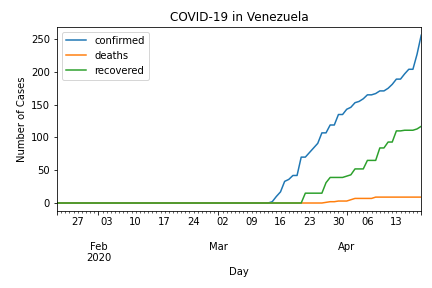 COVID-19 in Venezuela
Number of Cases
250
200
150
100
50
0
confirmed
deaths
recovered
27 03 10 17 24 02 09 16 23 30 06 13
Feb Mar Apr
2020
Day